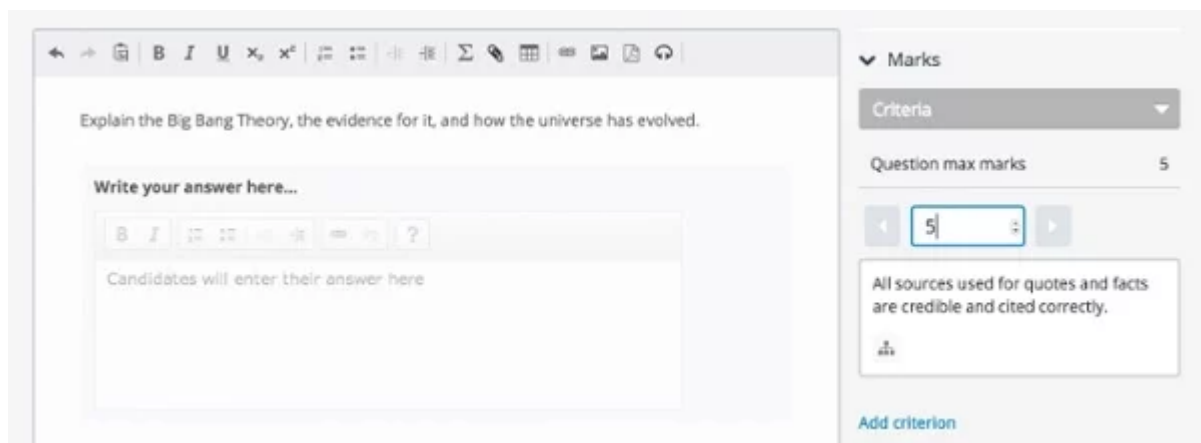 B I U X₂ X² Σ
Explain the Big Bang Theory, the evidence for it, and how the universe has evolved.
Write your answer here...
B I ?
Candidates will enter their answer here
Marks
Criteria
Question max marks 5
5
All sources used for quotes and facts
are credible and cited correctly.
Add criterion